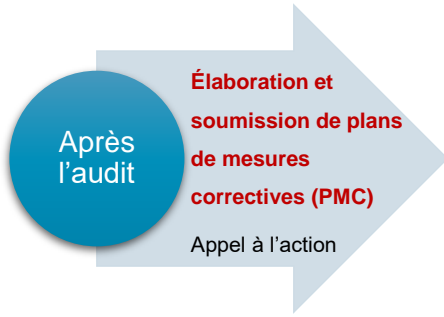 Après
l’audit
Élaboration et
soumission de plans
de mesures
correctives (PMC)
Appel à l’action